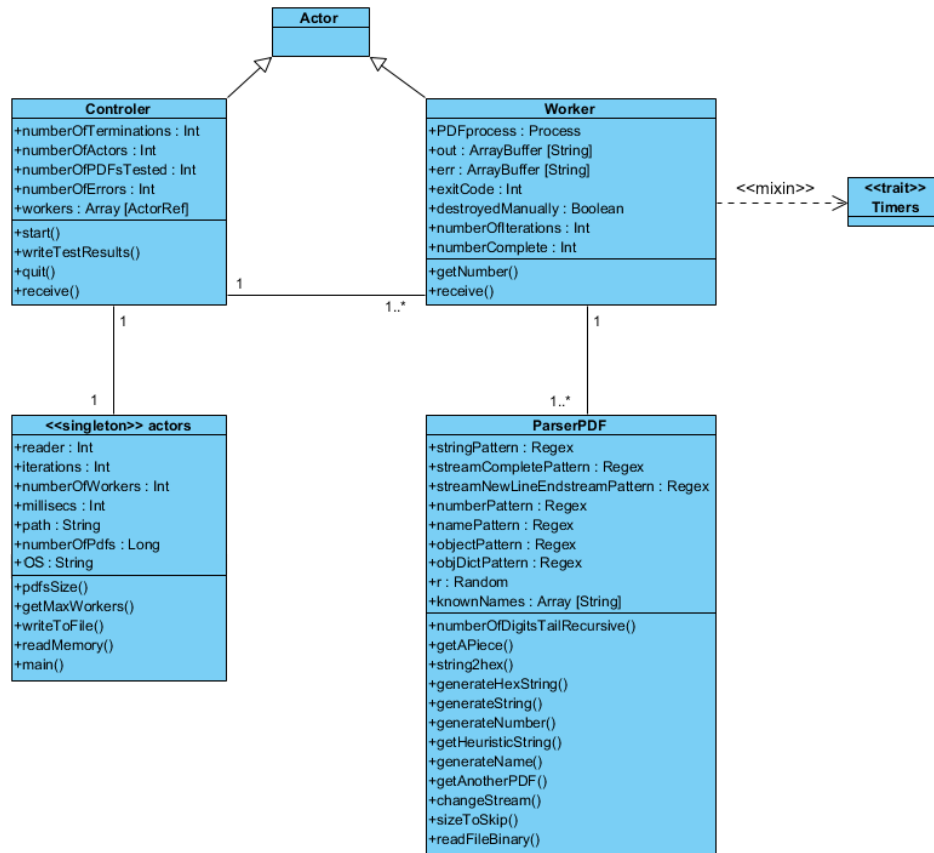 Actor
Controler
+numberOfTerminations : Int
+numberOfActors : Int
+numberOfPDFsTested : Int
+numberOfErrors : Int
+workers : Array [ActorRef]
+start()
+writeTestResults()
+quit()
+receive()
Worker
+PDFprocess : Process
+out : ArrayBuffer [String]
+err : ArrayBuffer [String]
+exitCode : Int
+destroyedManually : Boolean
+numberOfIterations : Int
+numberComplete : Int
+getNumber()
+receive()
<<mixin>>
<<trait>>
Timers
1
1..*
1
1
1
1..*
<<singleton>> actors
+reader : Int
+iterations : Int
+numberOfWorkers : Int
+millisecs : Int
+path : String
+numberOfPdfs : Long
+OS : String
+pdfsSize()
+getMaxWorkers()
+writeToFile()
+readMemory()
+main()
ParserPDF
+stringPattern : Regex
+streamCompletePattern : Regex
+streamNewLineEndstreamPattern : Regex
+numberPattern : Regex
+namePattern : Regex
+objectPattern : Regex
+objDictPattern : Regex
+r : Random
+knownNames : Array [String]
+numberOfDigitsTailRecursive()
+getAPiece()
+string2hex()
+generateHexString()
+generateString()
+generateNumber()
+getHeuristicString()
+generateName()
+getAnotherPDF()
+changeStream()
+sizeToSkip()
+readFileBinary()